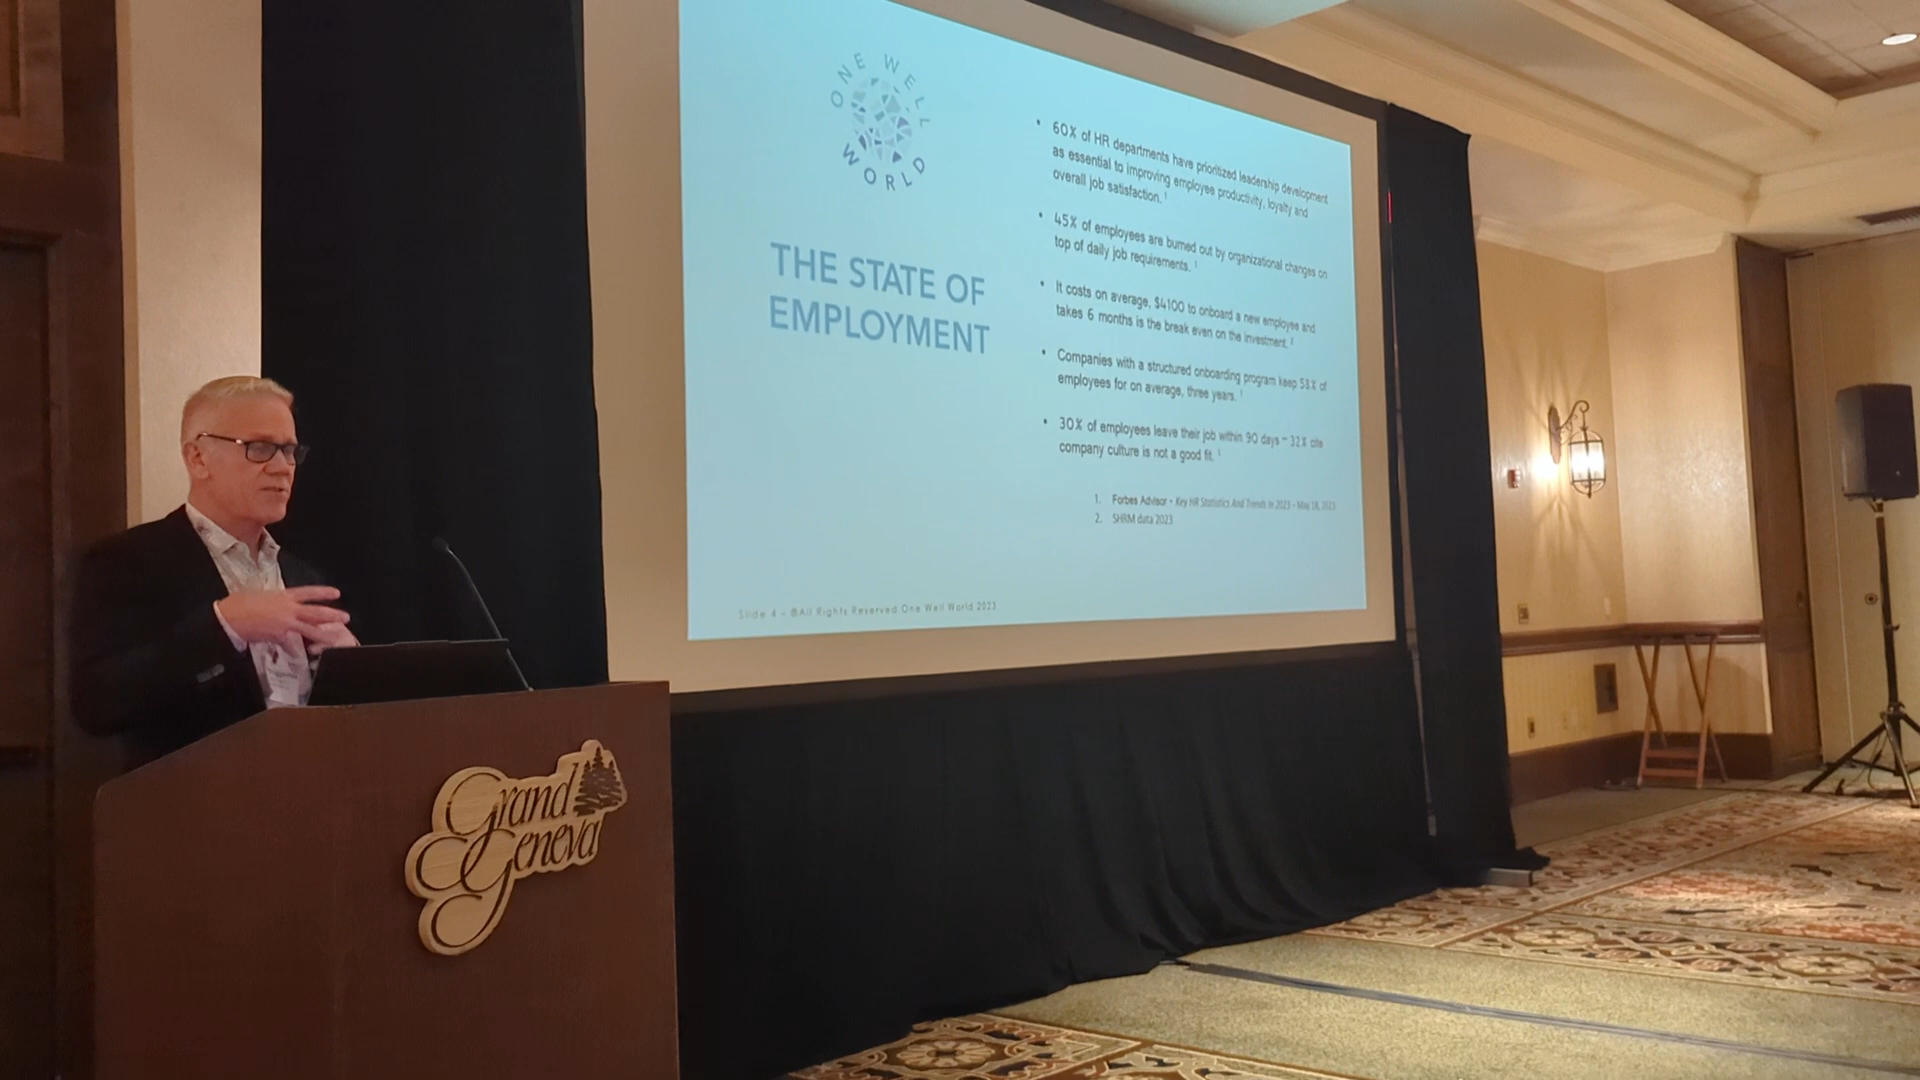 ONE WELL WORLD
THE STATE OF
EMPLOYMENT
• 60% of HR departments have prioritized leadership development
as essential to improving employee productivity, loyalty and
overall job satisfaction. 1
• 45% of employees are burned out by organizational changes on
top of daily job requirements. 1
• It costs on average, $4100 to onboard a new employee and
takes 6 months is the break even on the investment. 2
• Companies with a structured onboarding program keep 58% of
employees for on average, three years. 1
• 30% of employees leave their job within 90 days – 32% cite
company culture is not a good fit. 1
1. Forbes Advisor - Key HR Statistics And Trends In 2023 - May 18, 2023
2. SHRM data 2023
Slide 4 - ©All Rights Reserved One Well World 2023
Grand
Geneva